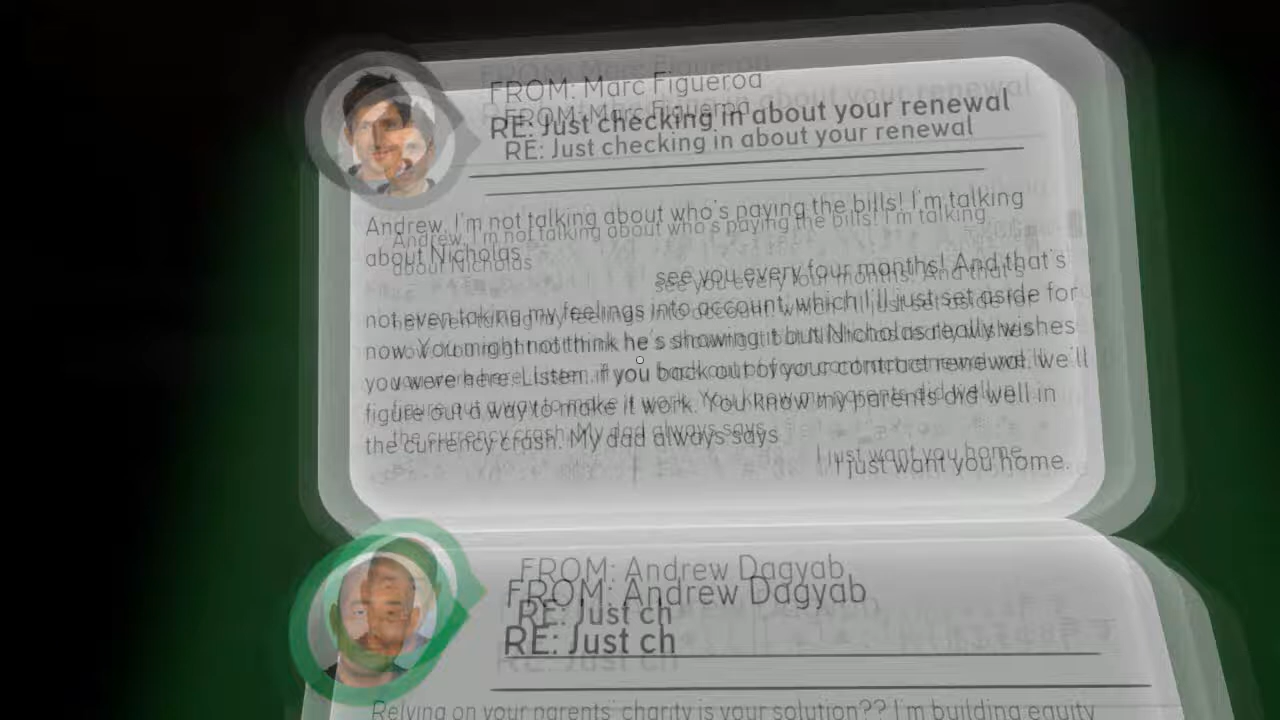 FROM: Marc Figueroa
RE: Just checking in about your renewal
Andrew, I'm not talking about who's paying the bills! I'm talking
about Nicholas
see you every four months! And that's
not even taking my feelings into account, which I'll just set aside for
now. You might not think he's showing it but Nicholas really wishes
you were here. Listen, if you back out of your contract renewal, we'll
figure out a way to make it work. You know my parents did well in
the currency crash. My dad always says
I just want you home.
FROM: Andrew Dagyab
RE: Just ch
Relying on your parents' charity is your solution?? I'm building equity